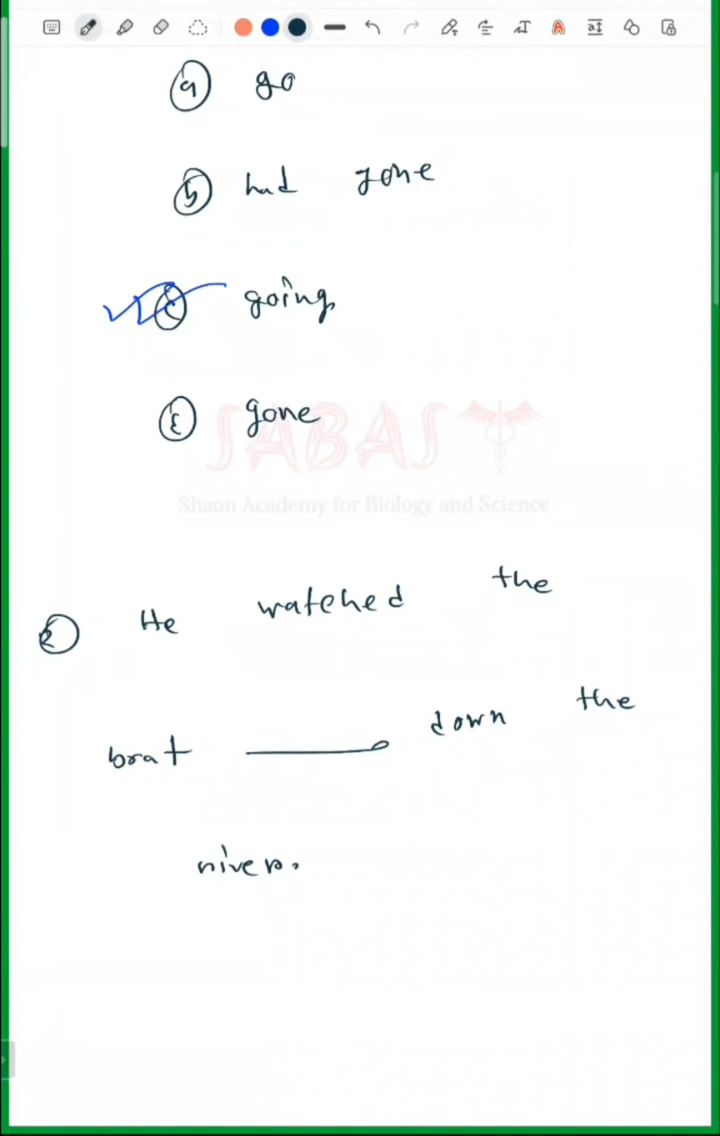 a go
b had gone
c going
d gone
SABAS
Shaon Academy for Biology and Science
2 He watched the
boat down the
river.